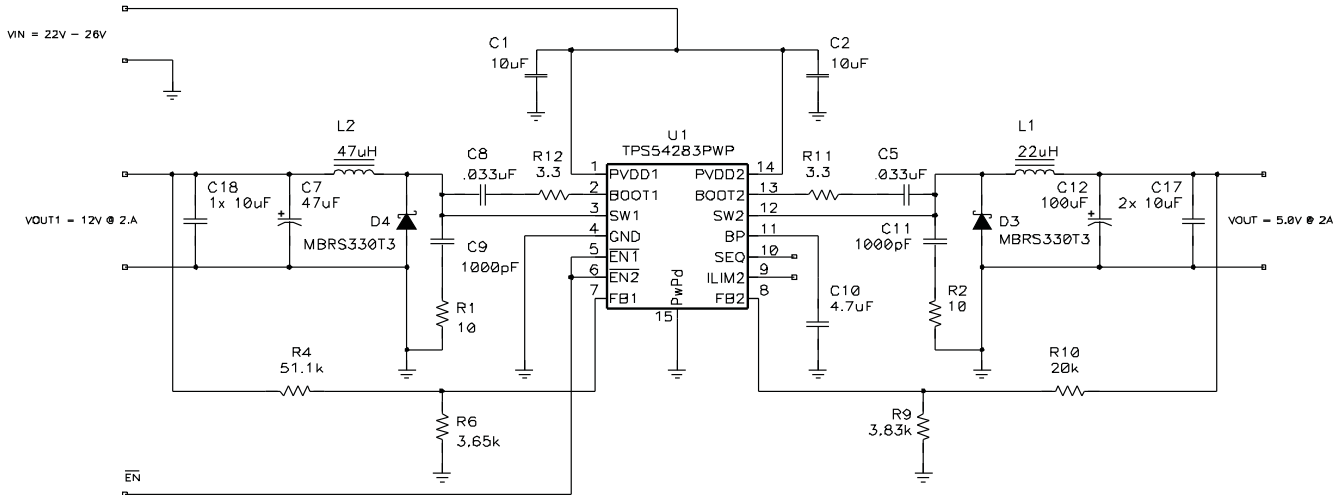 VIN = 22V - 26V
C1
10uF
C2
10uF
L2
47uH
C8
.033uF
R12
3.3
U1
TPS54283PWP
R11
3.3
C5
.033uF
L1
22uH
C18
1x 10uF
C7
47uF
VOUT1 = 12V @ 2.A
D4
MBRS330T3
C9
1000pF
R1
10
1 PVDD1
2 BOOT1
3 SW1
4 GND
5 EN1
6 EN2
7 FB1
PwPd
15
PVDD2 14
BOOT2 13
SW2 12
BP 11
SEQ 10
ILIM2 9
FB2 8
C10
4.7uF
C11
1000pF
R2
10
D3
MBRS330T3
C12
100uF
C17
2x 10uF
VOUT = 5.0V @ 2A
R4
51.1k
R6
3.65k
R10
20k
R9
3.83k
EN